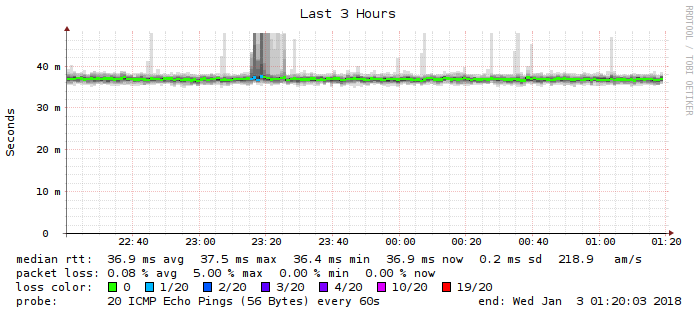 Last 3 Hours
RRDTOOL / TOBI OETIKER
Seconds
40 m
30 m
20 m
10 m
0
22:40 23:00 23:20 23:40 00:00 00:20 00:40 01:00 01:20
median rtt: 36.9 ms avg 37.5 ms max 36.4 ms min 36.9 ms now 0.2 ms sd 218.9 am/s
packet loss: 0.08 % avg 5.00 % max 0.00 % min 0.00 % now
loss color: 0 1/20 2/20 3/20 4/20 10/20 19/20
probe: 20 ICMP Echo Pings (56 Bytes) every 60s end: Wed Jan 3 01:20:03 2018